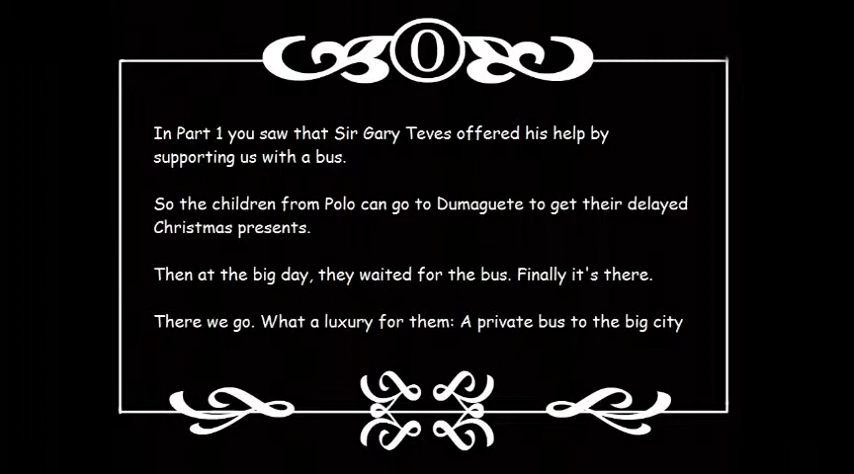 0
In Part 1 you saw that Sir Gary Teves offered his help by
supporting us with a bus.
So the children from Polo can go to Dumaguete to get their delayed
Christmas presents.
Then at the big day, they waited for the bus. Finally it's there.
There we go. What a luxury for them: A private bus to the big city